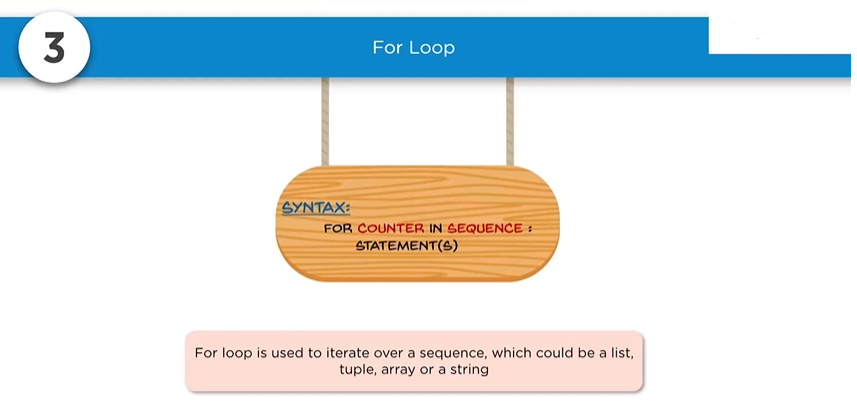 3
For Loop
SYNTAX:
FOR COUNTER IN SEQUENCE :
STATEMENT(S)
For loop is used to iterate over a sequence, which could be a list,
tuple, array or a string